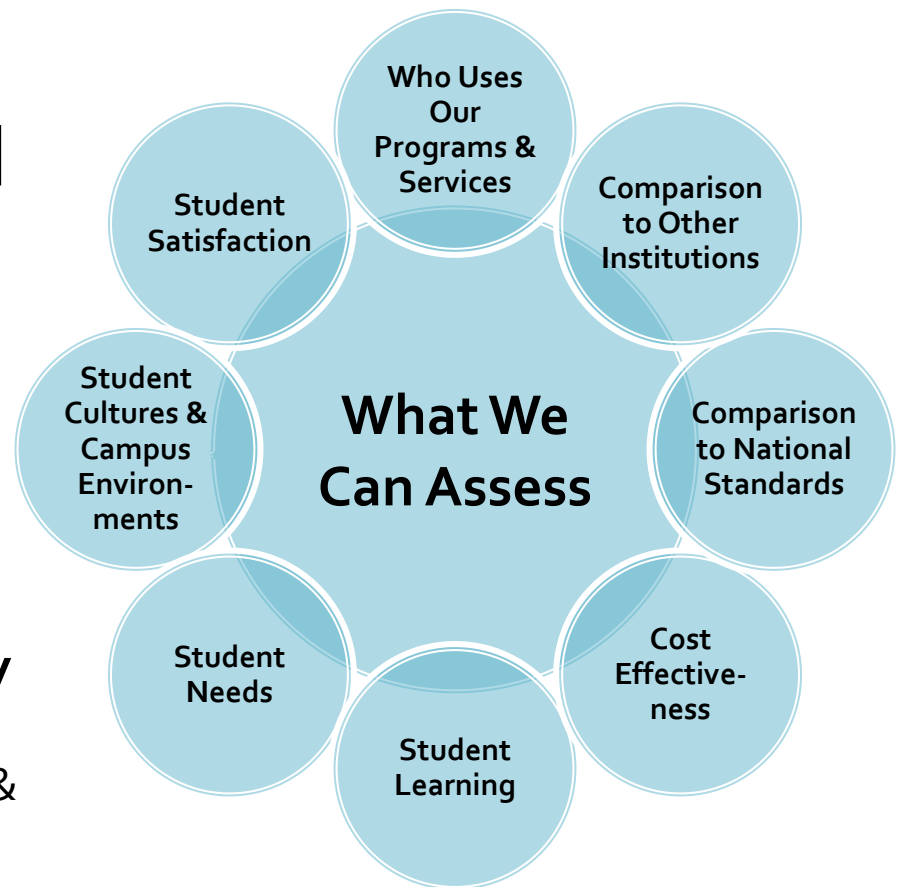 Who Uses
Our
Programs &
Services
Comparison
to Other
Institutions
Comparison
to National
Standards
Cost
Effective-
ness
Student
Learning
Student
Needs
Student
Cultures &
Campus
Environ-
ments
Student
Satisfaction
What We
Can Assess
&